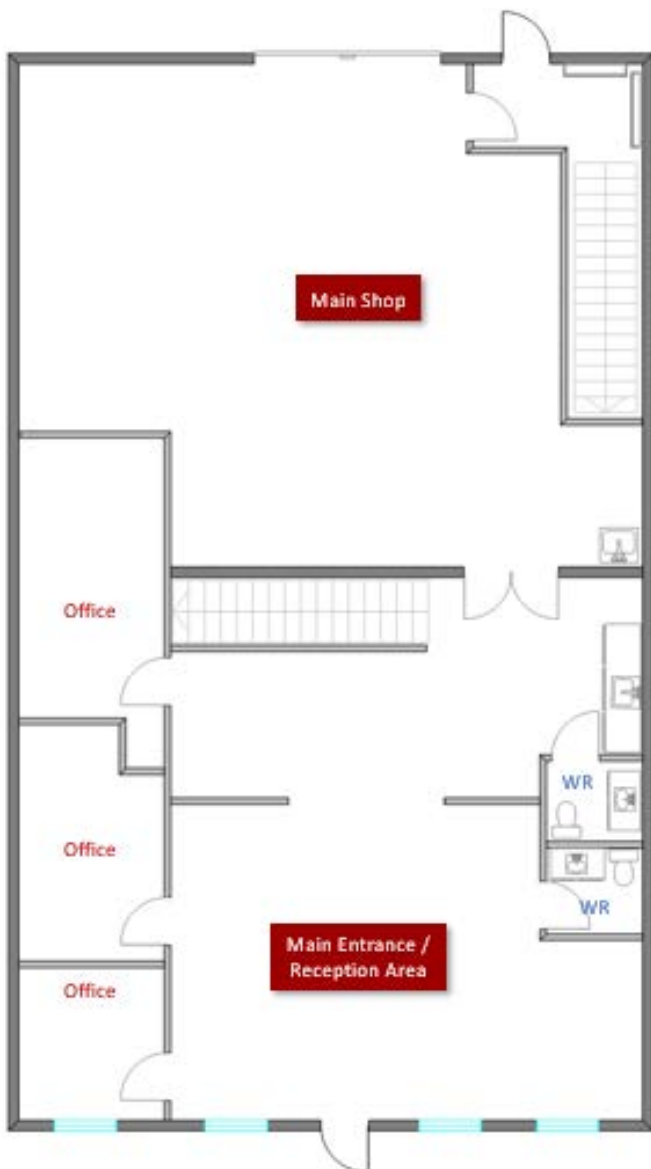 Main Shop
Office
WR
Office
WR
Main Entrance /
Reception Area
Office